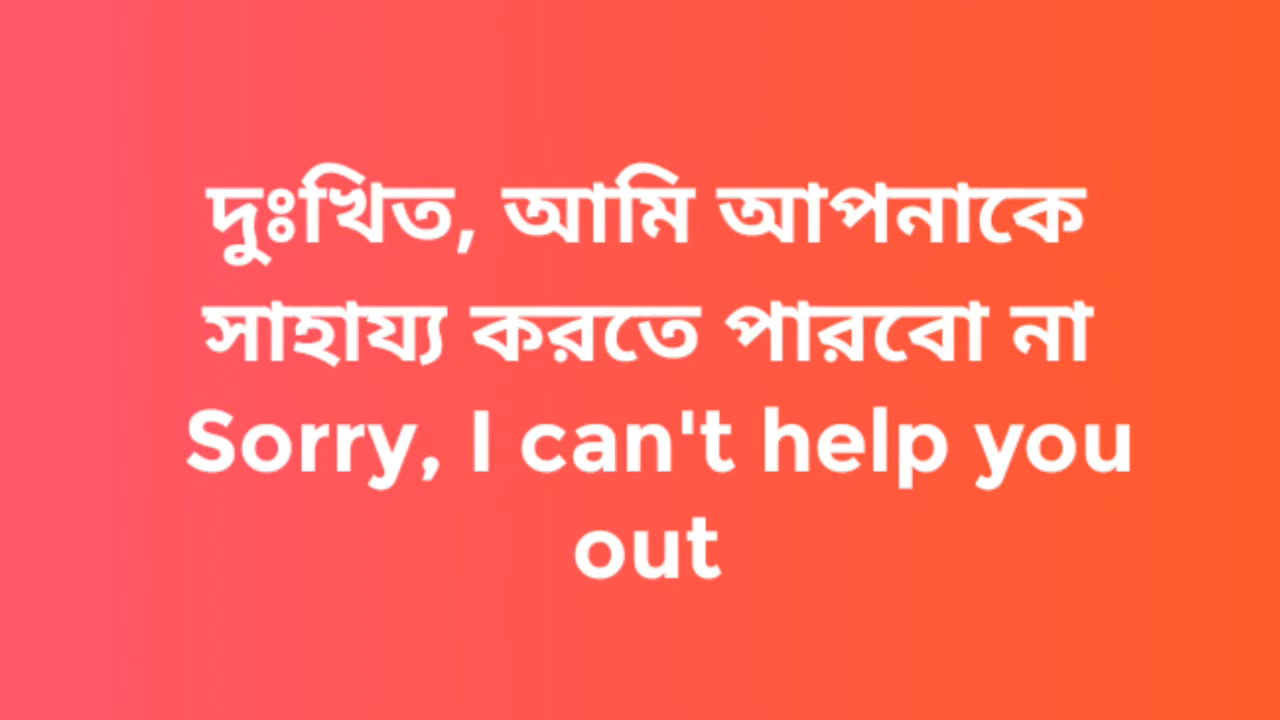 দুঃখিত, আমি আপনাকে
সাহায্য করতে পারবো না
Sorry, I can't help you
out